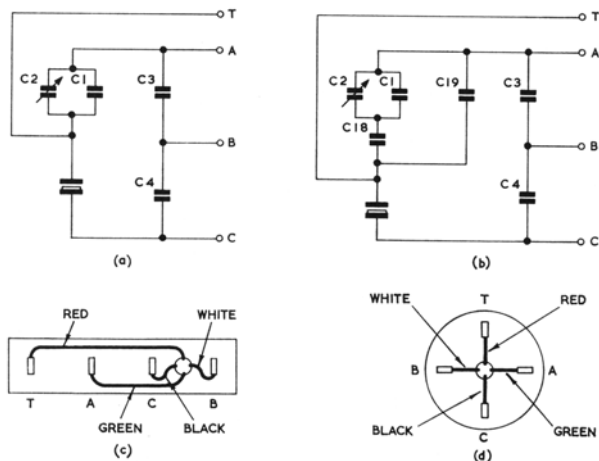 T
A
C2
C1
C3
B
C4
C
(a)
T
A
C2
C1
C19
C3
C18
B
C4
C
(b)
RED
WHITE
T
A
C
B
GREEN
BLACK
(c)
WHITE
T
RED
B
A
BLACK
C
GREEN
(d)